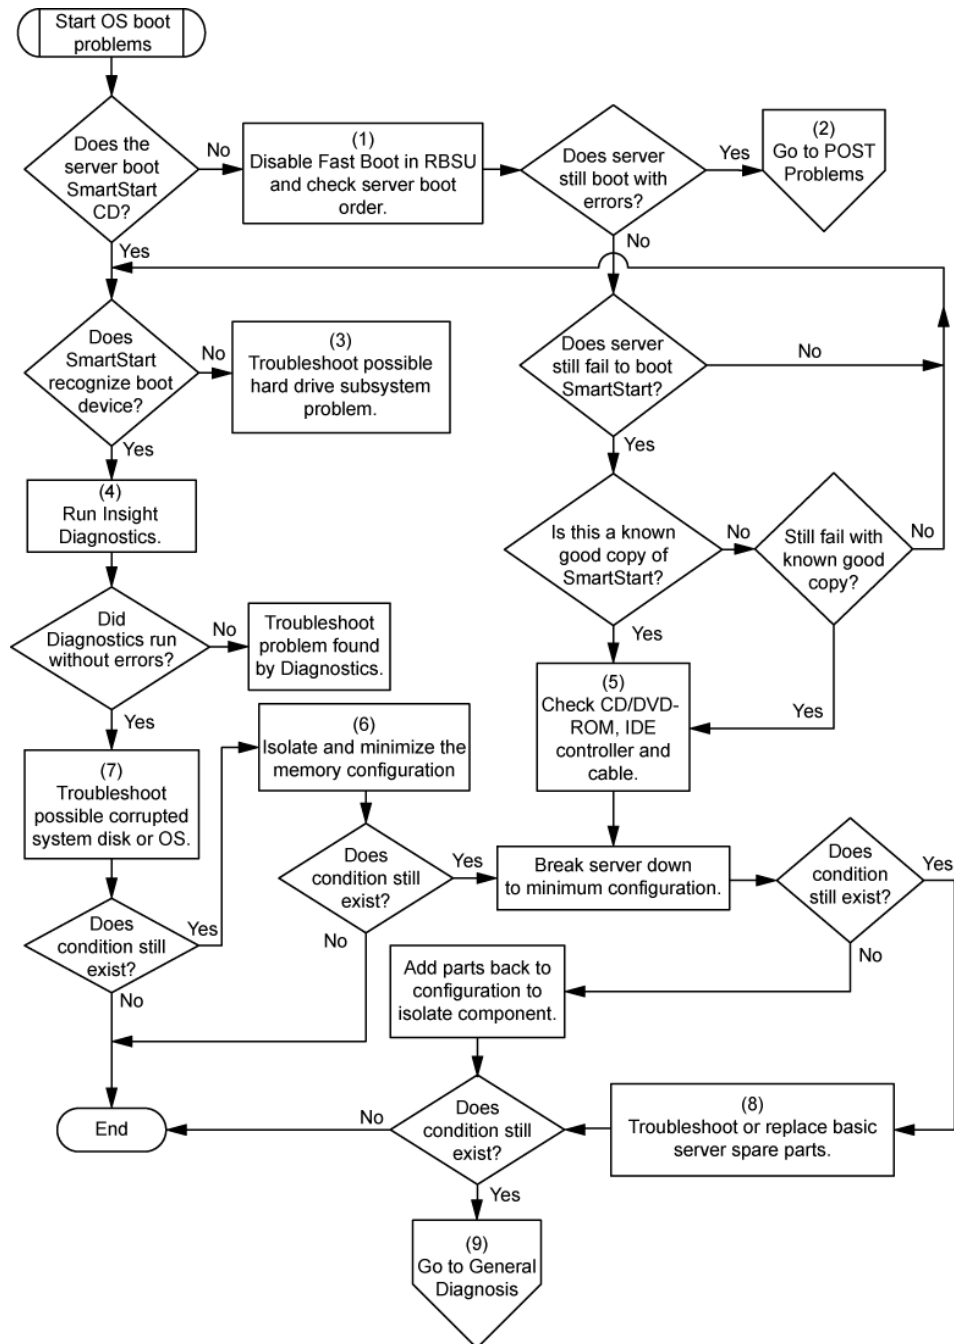 Start OS boot
problems
Does the
server boot
SmartStart
CD?
No
(1)
Disable Fast Boot in RBSU
and check server boot
order.
Does server
still boot with
errors?
Yes
(2)
Go to POST
Problems
Yes
No
Does
SmartStart
recognize boot
device?
No
(3)
Troubleshoot possible
hard drive subsystem
problem.
Does server
still fail to boot
SmartStart?
No
Yes
Yes
(4)
Run Insight
Diagnostics.
Is this a known
good copy of
SmartStart?
No
Still fail with
known good
copy?
No
Did
Diagnostics run
without errors?
No
Troubleshoot
problem found
by Diagnostics.
Yes
Yes
Yes
(5)
Check CD/DVD-
ROM, IDE
controller and
cable.
(6)
Isolate and minimize the
memory configuration
(7)
Troubleshoot
possible corrupted
system disk or OS.
Does
condition still
exist?
Yes
Break server down
to minimum configuration.
Does
condition still
exist?
Yes
Does
condition still
exist?
Yes
No
No
No
Add parts back to
configuration to
isolate component.
End
No
Does
condition still
exist?
(8)
Troubleshoot or replace basic
server spare parts.
Yes
(9)
Go to General
Diagnosis